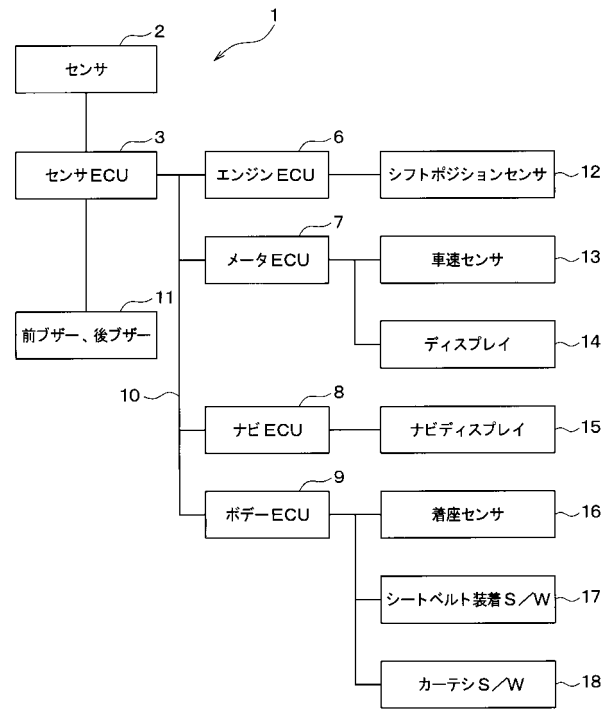 1
2
センサ
3
センサECU
6
エンジンECU
シフトポジションセンサ
12
7
メータECU
車速センサ
13
11
前ブザー、後ブザー
ディスプレイ
14
10
8
ナビECU
ナビディスプレイ
15
9
ボデーECU
着座センサ
16
シートベルト装着S/W
17
カーテシS/W
18